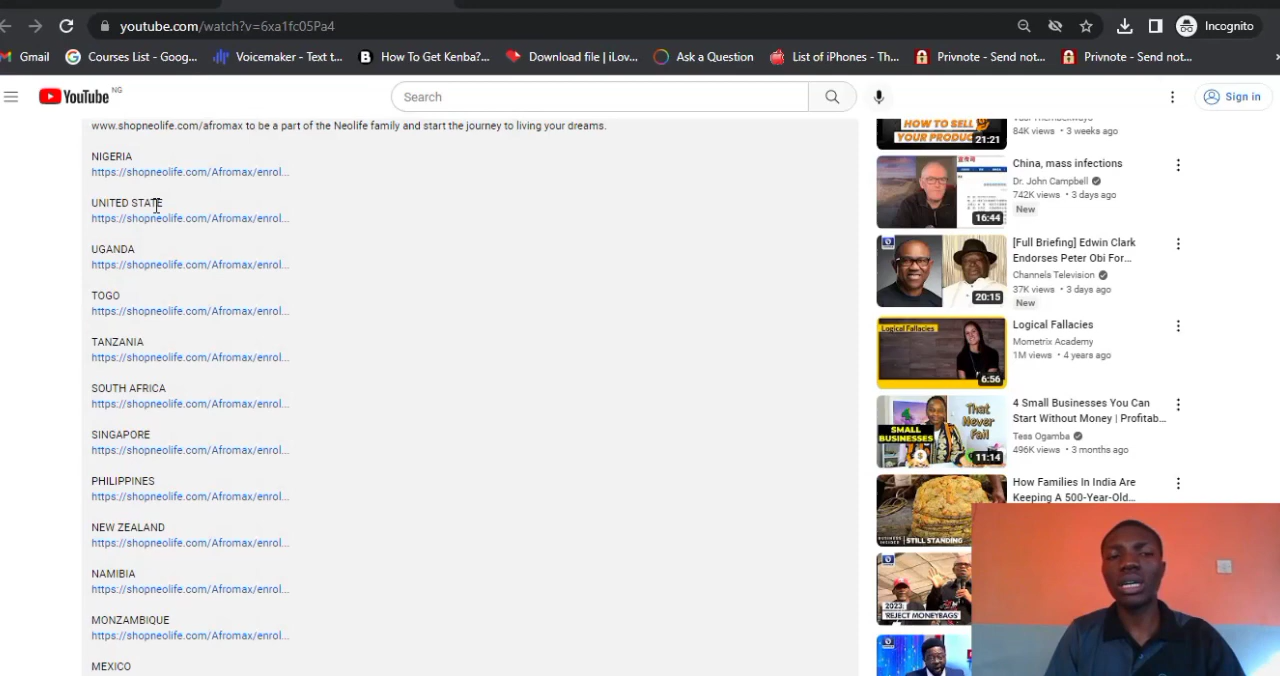 youtube.com/watch?v=6xa1fc05Pa4
Incognito
Gmail
Courses List - Goog...
Voicemaker - Text t...
How To Get Kenba?...
Download file | iLov...
Ask a Question
List of iPhones - Th...
Privnote - Send not...
Privnote - Send not...
YouTube NG
Search
Sign in
www.shopneolife.com/afromax to be a part of the Neolife family and start the journey to living your dreams.
NIGERIA
https://shopneolife.com/Afromax/enrol...
UNITED STATE
https://shopneolife.com/Afromax/enrol...
UGANDA
https://shopneolife.com/Afromax/enrol...
TOGO
https://shopneolife.com/Afromax/enrol...
TANZANIA
https://shopneolife.com/Afromax/enrol...
SOUTH AFRICA
https://shopneolife.com/Afromax/enrol...
SINGAPORE
https://shopneolife.com/Afromax/enrol...
PHILIPPINES
https://shopneolife.com/Afromax/enrol...
NEW ZEALAND
https://shopneolife.com/Afromax/enrol...
NAMIBIA
https://shopneolife.com/Afromax/enrol...
MONZAMBIQUE
https://shopneolife.com/Afromax/enrol...
MEXICO
HOW TO SELL
YOUR PRODUC
21:21
84K views • 3 weeks ago
16:44
China, mass infections
Dr. John Campbell
742K views • 3 days ago
New
20:15
[Full Briefing] Edwin Clark
Endorses Peter Obi For...
Channels Television
37K views • 3 days ago
New
Logical Fallacies
6:56
Logical Fallacies
Mometrix Academy
1M views • 4 years ago
SMALL
BUSINESSES
That
Never
Fail
11:14
4 Small Businesses You Can
Start Without Money | Profitab...
Tess Ogamba
496K views • 3 months ago
STILL STANDING
How Families In India Are
Keeping A 500-Year-Old...
2023:
'REJECT MONEYBAGS'